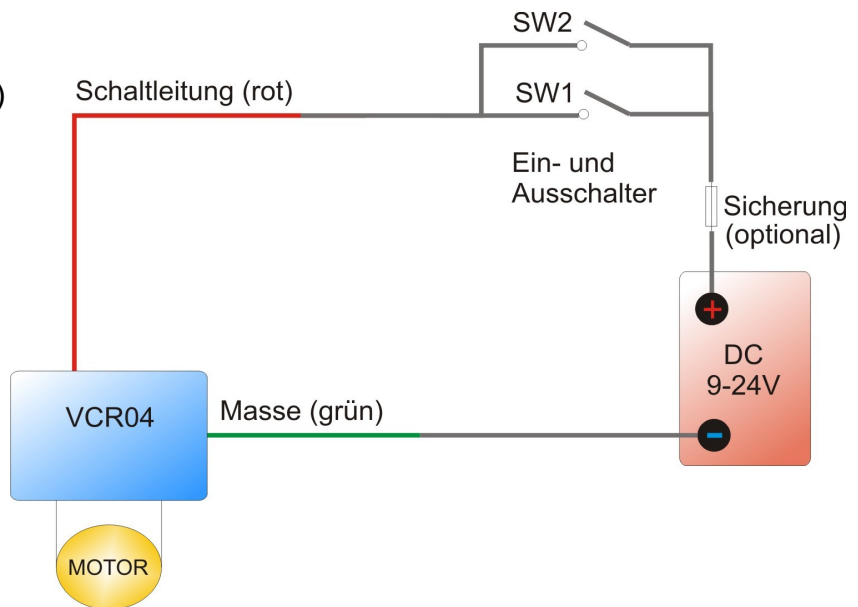 SW2
)
Schaltleitung (rot)
SW1
Ein- und
Ausschalter
Sicherung
(optional)
+
DC
9-24V
VCR04
Masse (grün)
-
MOTOR